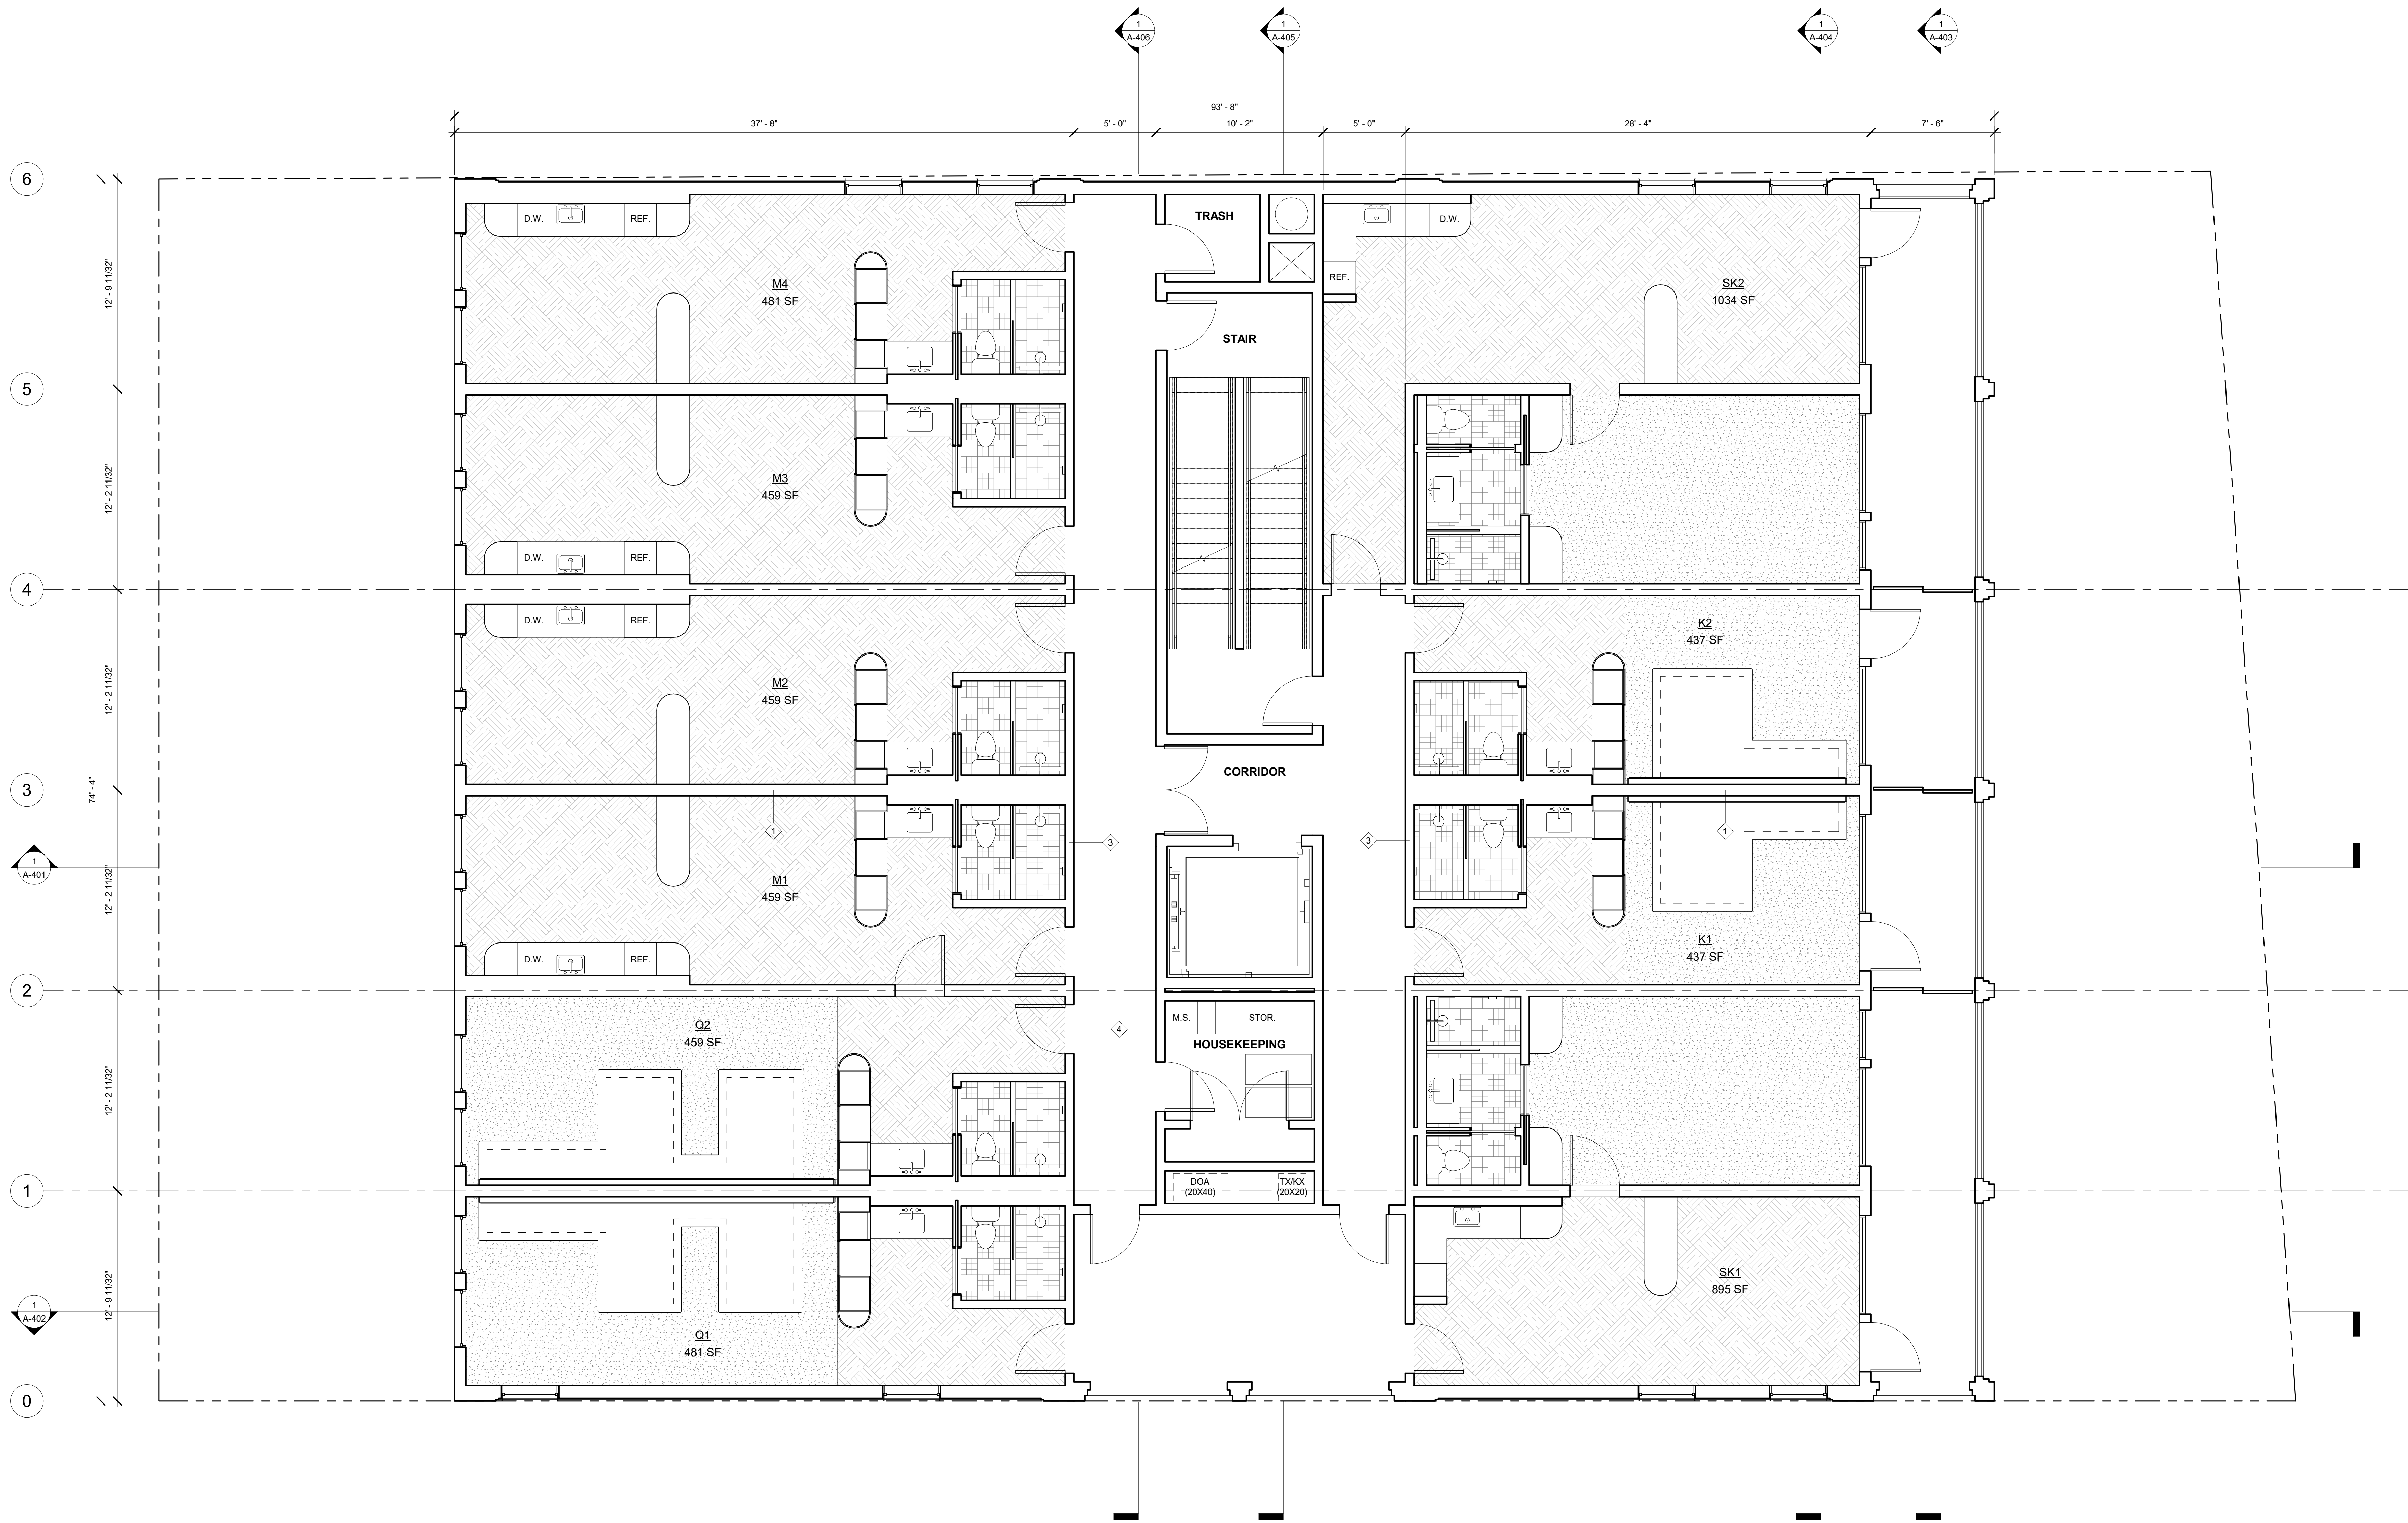 1
A-406
1
A-405
1
A-404
1
A-403
93' - 8"
37' - 8"
5' - 0"
10' - 2"
5' - 0"
28' - 4"
7' - 6"
6
5
4
3
2
1
0
12' - 9 11/32"
12' - 2 11/32"
12' - 2 11/32"
12' - 2 11/32"
12' - 2 11/32"
12' - 9 11/32"
74' - 4"
1
A-401
1
A-402
D.W.
REF.
M4
481 SF
M3
459 SF
D.W.
REF.
D.W.
REF.
M2
459 SF
1
M1
459 SF
D.W.
REF.
Q2
459 SF
Q1
481 SF
TRASH
STAIR
CORRIDOR
3
3
4
M.S.
STOR.
HOUSEKEEPING
DOA
(20X40)
TX/KX
(20X20)
D.W.
REF.
SK2
1034 SF
K2
437 SF
1
K1
437 SF
SK1
895 SF